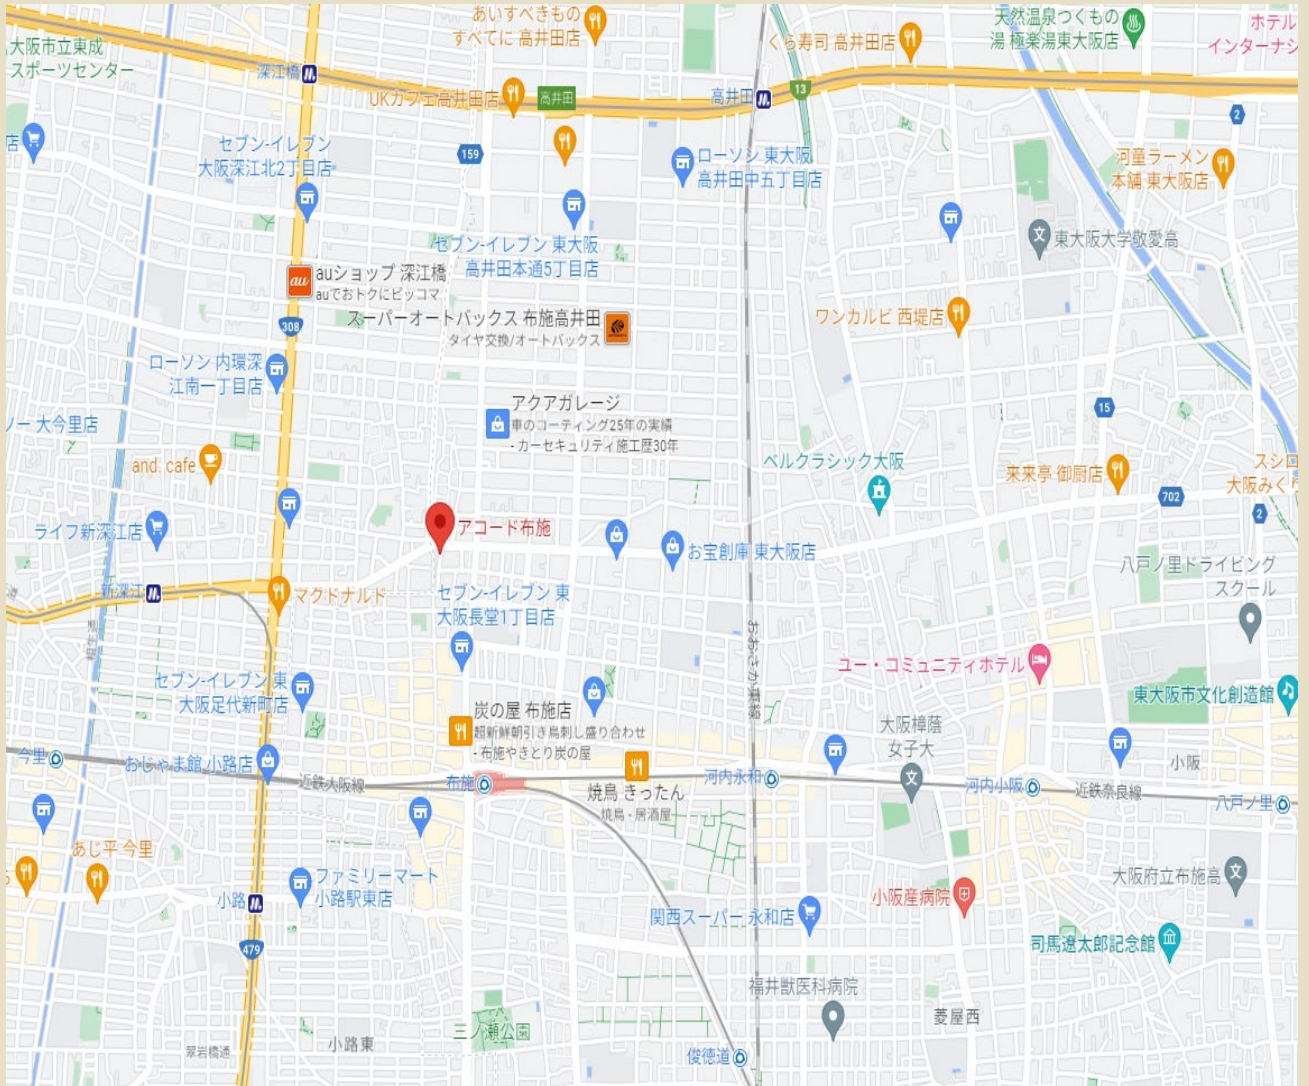 あいすべきもの
すべてに 高井田店
くら寿司 高井田店
天然温泉つくもの
湯 極楽湯東大阪店
ホテル
インターナシ
大阪市立東成
スポーツセンター
深江橋
UKカフェ高井田店
高井田
高井田
13
2
店
セブン-イレブン
大阪深江北2丁目店
159
ローソン 東大阪
高井田中五丁目店
河童ラーメン
本舗 東大阪店
セブン-イレブン 東大阪
高井田本通5丁目店
東大阪大学敬愛高
au
auショップ 深江橋
auでおトクにピッコマ
スーパーオートバックス 布施高井田
タイヤ交換/オートバックス
308
ワンカルビ 西堤店
ローソン 内環深
江南一丁目店
アクアガレージ
車のコーティング25年の実績
- カーセキュリティ施工歴30年
15
ノー 大今里店
and. cafe
ベルクラシック大阪
来来亭 御厨店
スシロ
大阪みくり
702
2
ライフ新深江店
アコード布施
お宝創庫 東大阪店
八戸ノ里ドライビング
スクール
新深江
マクドナルド
セブン-イレブン 東
大阪長堂1丁目店
おおさか東線
ユー・コミュニティホテル
セブン-イレブン 東
大阪足代新町店
東大阪市文化創造館
炭の屋 布施店
超新鮮朝引き鳥刺し盛り合わせ
- 布施やきとり炭の屋
大阪樟蔭
女子大
小阪
今里
おじゃま館 小路店
近鉄大阪線
布施
焼鳥 きったん
焼鳥・居酒屋
河内永和
河内小阪
近鉄奈良線
八戸ノ里
あじ平 今里
ファミリーマート
小路駅東店
小路
小阪産病院
大阪府立布施高
関西スーパー 永和店
司馬遼太郎記念館
479
福井獣医科病院
菱屋西
三ノ瀬公園
小路東
翠岩橋通
俊徳道